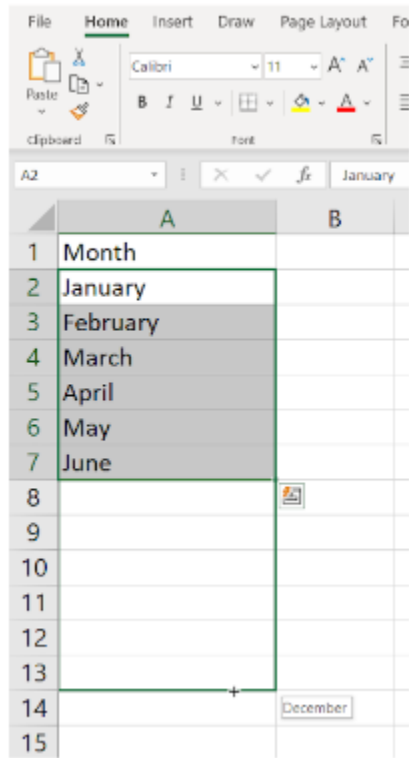 File Home Insert Draw Page Layout Fo
Calibri 11 A A
Paste B I U A
Clipboard Font
A2 fx January
A B
1 Month
2 January
3 February
4 March
5 April
6 May
7 June
8
9
10
11
12
13
14 December
15